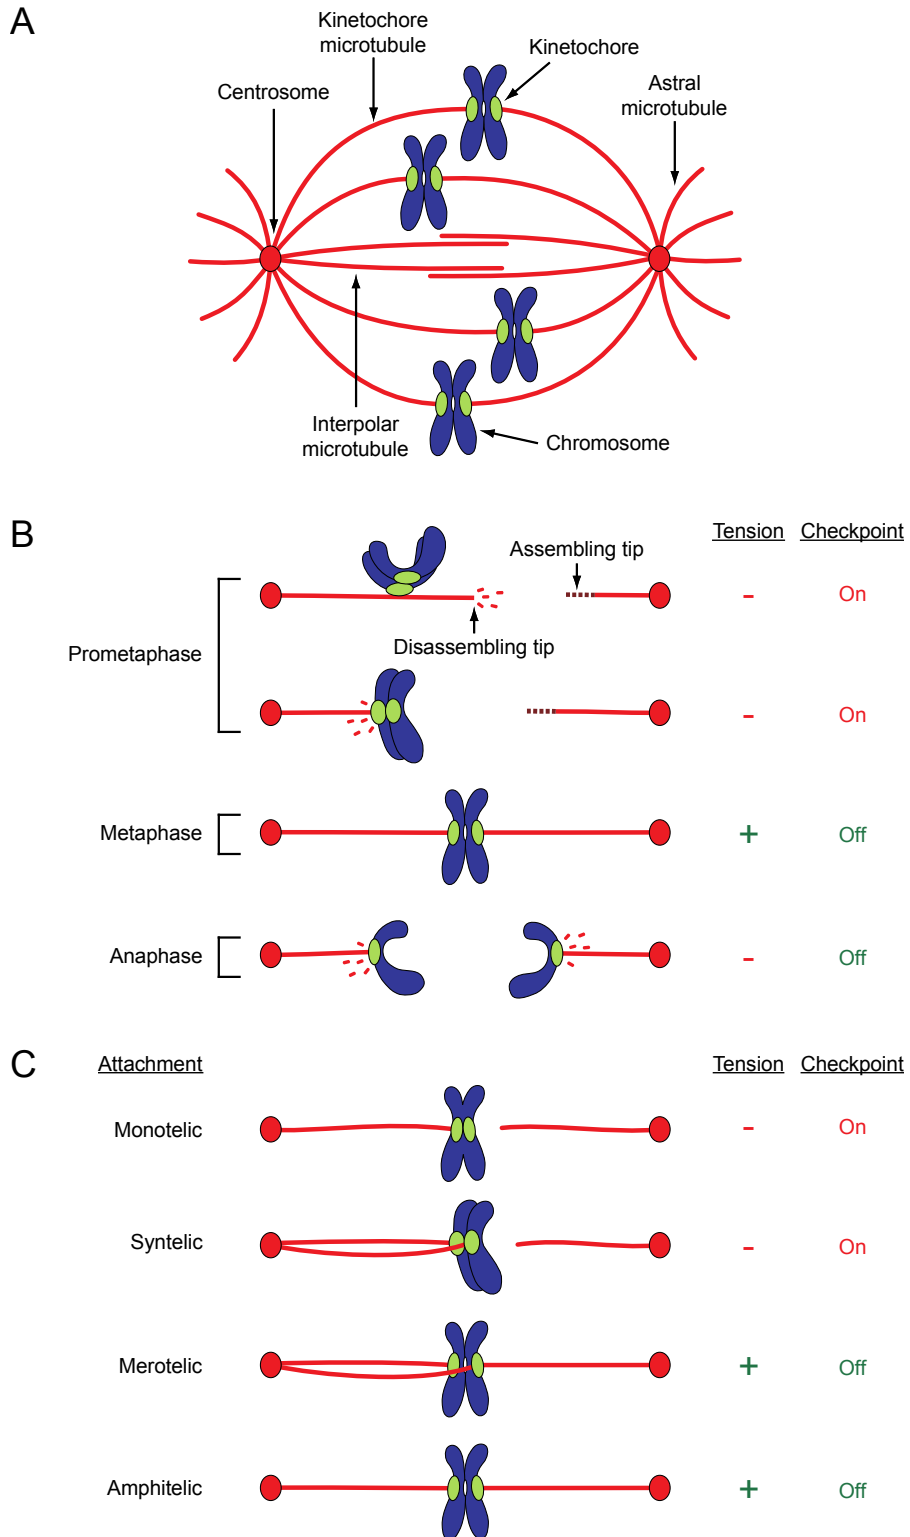 A
Kinetochore
microtubule
Kinetochore
Centrosome
Astral
microtubule
Interpolar
microtubule
Chromosome
B
Tension Checkpoint
Assembling tip
- On
Disassembling tip
Prometaphase
- On
Metaphase + Off
Anaphase - Off
C
Attachment Tension Checkpoint
Monotelic - On
Syntelic - On
Merotelic + Off
Amphitelic + Off